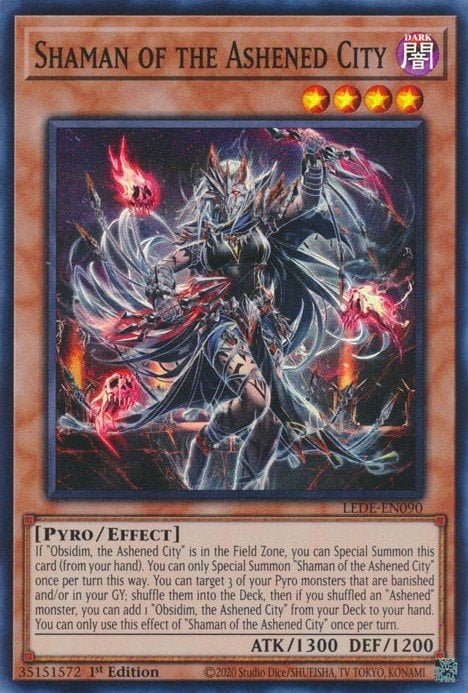 SHAMAN OF THE ASHENED CITY
DARK
闇
LEDE-EN090
[PYRO/EFFECT]
If "Obsidim, the Ashened City" is in the Field Zone, you can Special Summon this
card (from your hand). You can only Special Summon "Shaman of the Ashened City"
once per turn this way. You can target 3 of your Pyro monsters that are banished
and/or in your GY; shuffle them into the Deck, then if you shuffled an "Ashened"
monster, you can add 1 "Obsidim, the Ashened City" from your Deck to your hand.
You can only use this effect of "Shaman of the Ashened City" once per turn.
ATK/1300 DEF/1200
35151572 1st Edition ©2020 Studio Dice/SHUEISHA, TV TOKYO, KONAMI